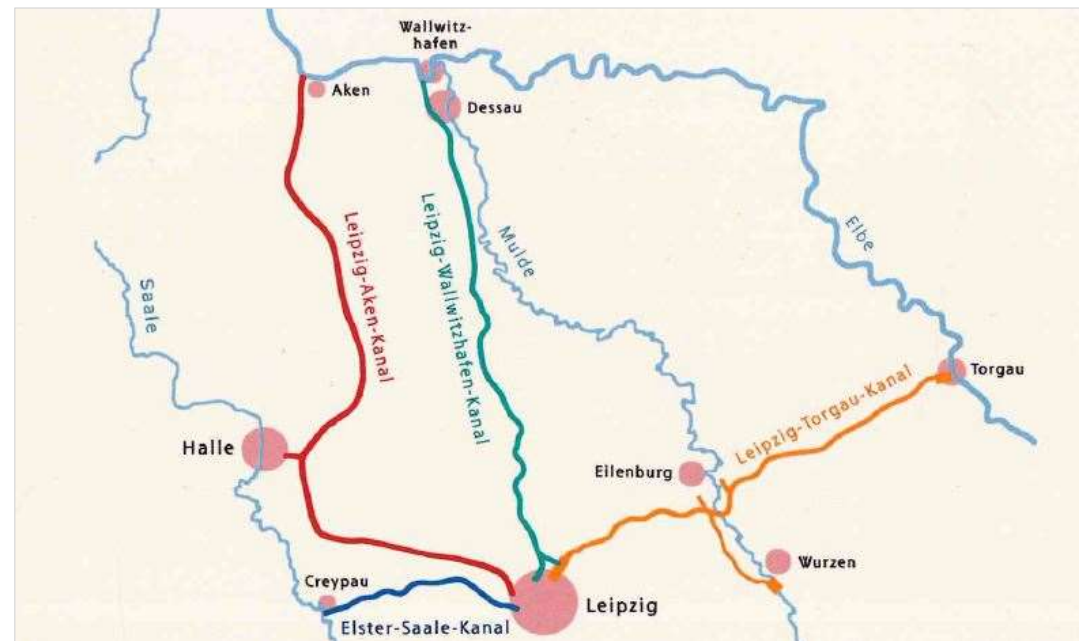 Wallwitz-
hafen
Aken
Dessau
Leipzig-Aken-Kanal
Leipzig-Wallwitzhafen-Kanal
Mulde
Elbe
Saale
Torgau
Leipzig-Torgau-Kanal
Halle
Eilenburg
Wurzen
Creypau
Leipzig
Elster-Saale-Kanal